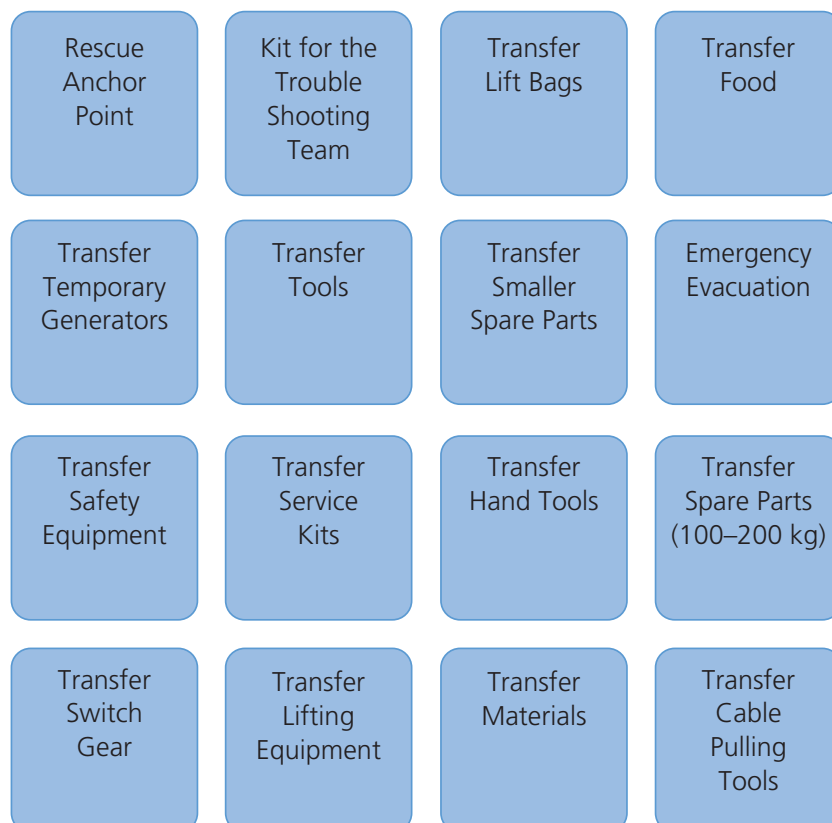 Rescue
Anchor
Point
Kit for the
Trouble
Shooting
Team
Transfer
Lift Bags
Transfer
Food
Transfer
Temporary
Generators
Transfer
Tools
Transfer
Smaller
Spare Parts
Emergency
Evacuation
Transfer
Safety
Equipment
Transfer
Service
Kits
Transfer
Hand Tools
Transfer
Spare Parts
(100–200 kg)
Transfer
Switch
Gear
Transfer
Lifting
Equipment
Transfer
Materials
Transfer
Cable
Pulling
Tools